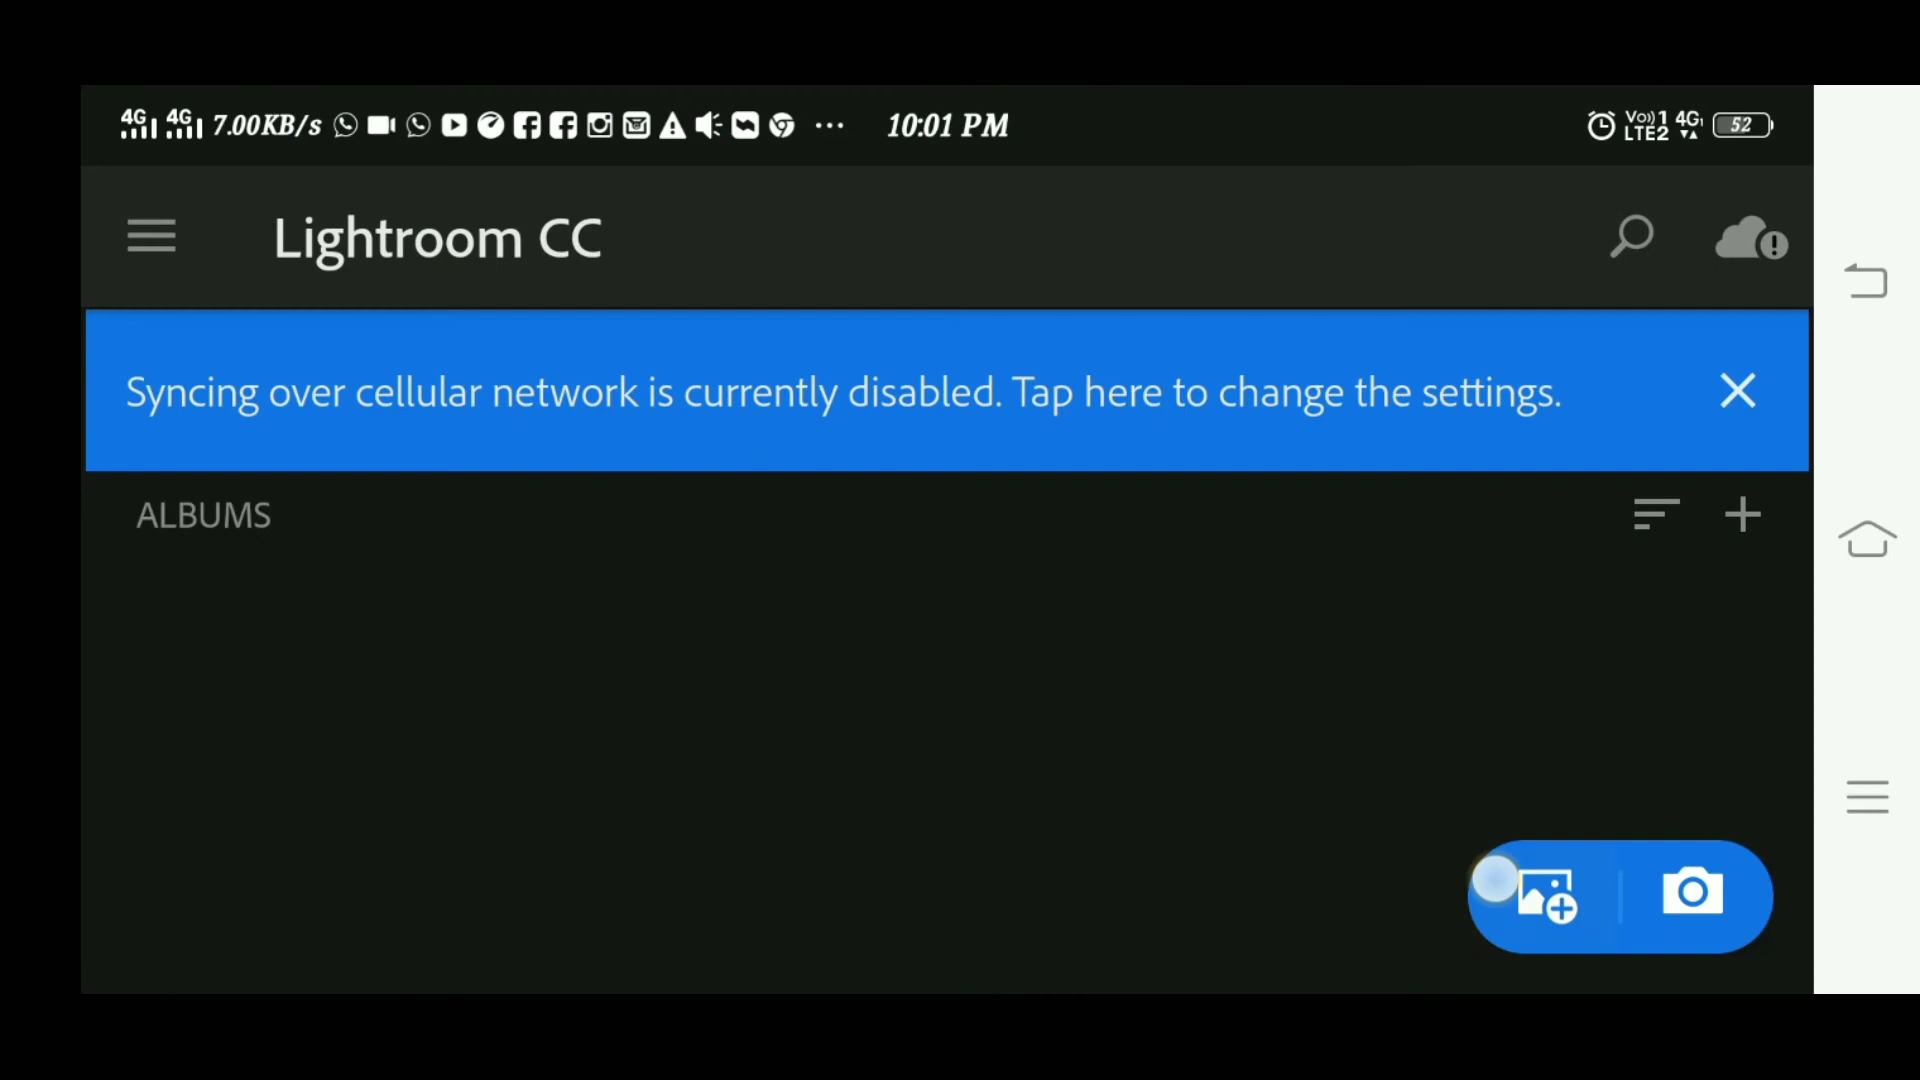 4G 4G 7.00KB/s ... 10:01 PM Vo)) 1 4G 52
LTE2
Lightroom CC
Syncing over cellular network is currently disabled. Tap here to change the settings.
ALBUMS